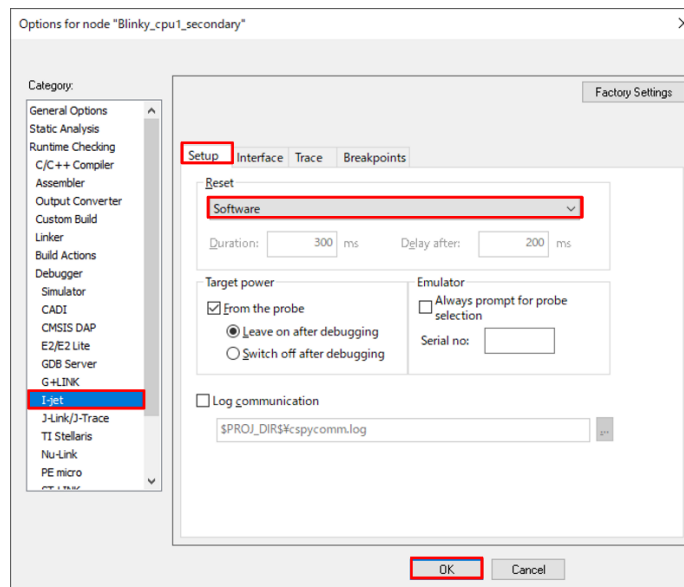 Options for node "Blinky_cpu1_secondary"
Category:
Factory Settings
General Options
Static Analysis
Runtime Checking
C/C++ Compiler
Assembler
Output Converter
Custom Build
Linker
Build Actions
Debugger
Simulator
CADI
CMSIS DAP
E2/E2 Lite
GDB Server
G+LINK
I-jet
J-Link/J-Trace
TI Stellaris
Nu-Link
PE micro
ST-LINK
Setup Interface Trace Breakpoints
Reset
Software
Duration: 300 ms Delay after: 200 ms
Target power
From the probe
Leave on after debugging
Switch off after debugging
Emulator
Always prompt for probe
selection
Serial no:
Log communication
$PROJ_DIR$¥cspycomm.log
...
OK Cancel